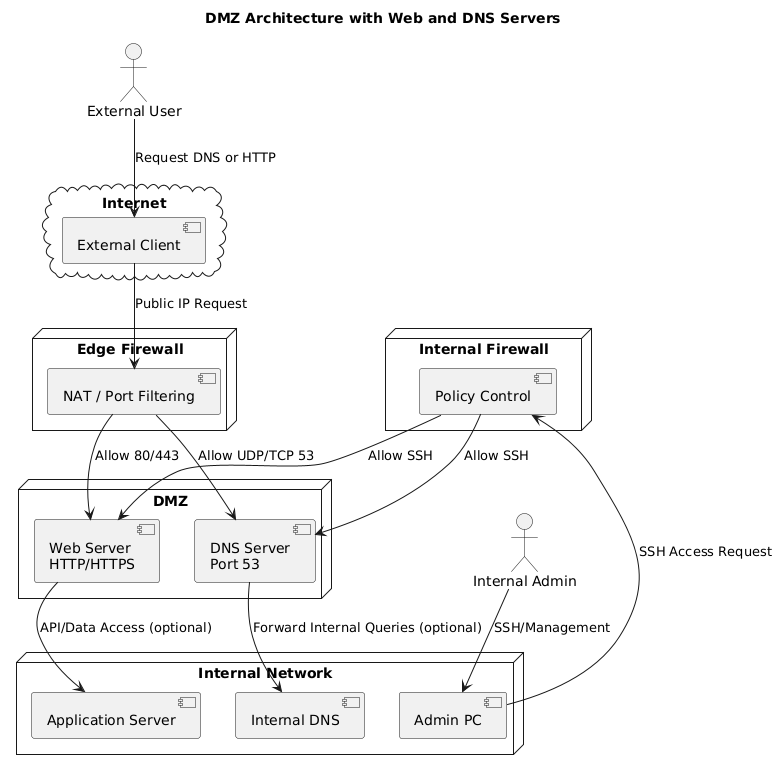 DMZ Architecture with Web and DNS Servers
External User
Request DNS or HTTP
Internet
External Client
Public IP Request
Edge Firewall
NAT / Port Filtering
Internal Firewall
Policy Control
Allow 80/443
Allow UDP/TCP 53
Allow SSH
Allow SSH
DMZ
Web Server
HTTP/HTTPS
DNS Server
Port 53
Internal Admin
SSH Access Request
API/Data Access (optional)
Forward Internal Queries (optional)
SSH/Management
Internal Network
Application Server
Internal DNS
Admin PC